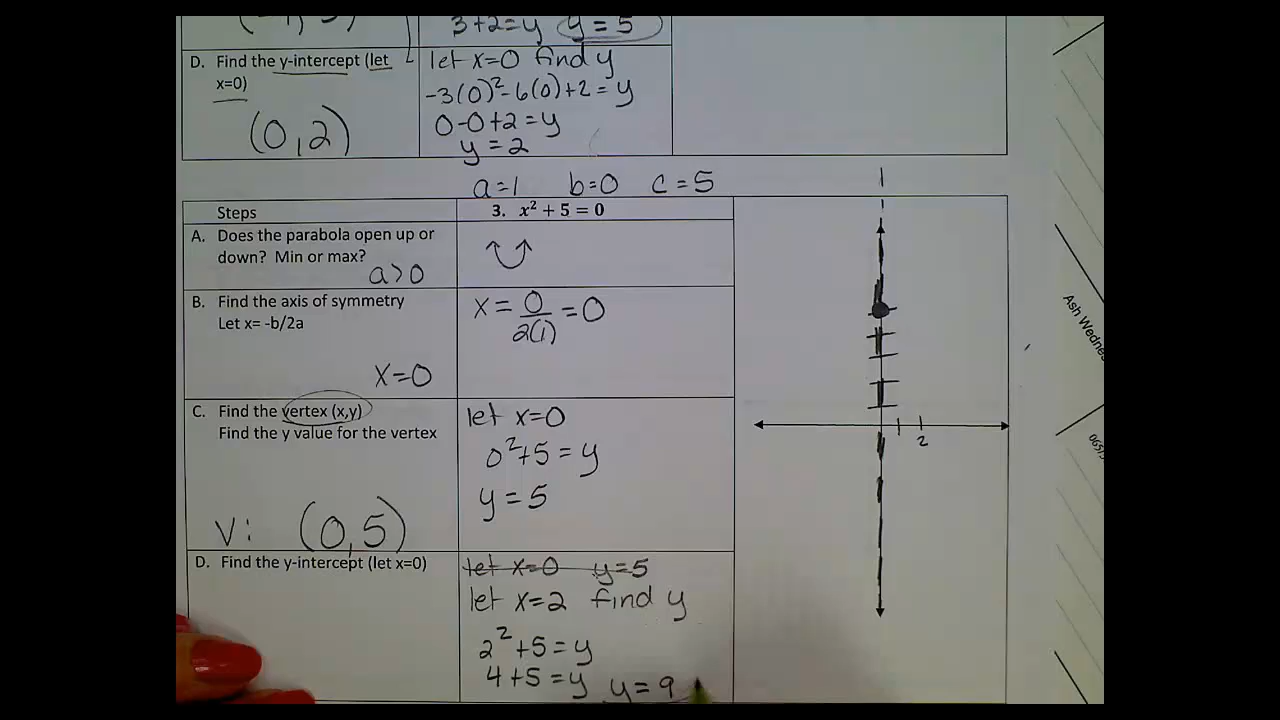 3+2=y y=5
D. Find the y-intercept (let
x=0)
(0,2)
let x=0 find y
-3(0)²-6(0)+2=y
0-0+2=y
y=2
a=1 b=0 c=5
Steps
3. x² + 5 = 0
A. Does the parabola open up or
down? Min or max?
a>0
B. Find the axis of symmetry
Let x= -b/2a
x=0
x=0/2(1)=0
C. Find the vertex (x,y)
Find the y value for the vertex
V: (0,5)
let x=0
0²+5=y
y=5
D. Find the y-intercept (let x=0)
let x=0 y=5
let x=2 find y
2²+5=y
4+5=y y=9
2
Ash Wednes